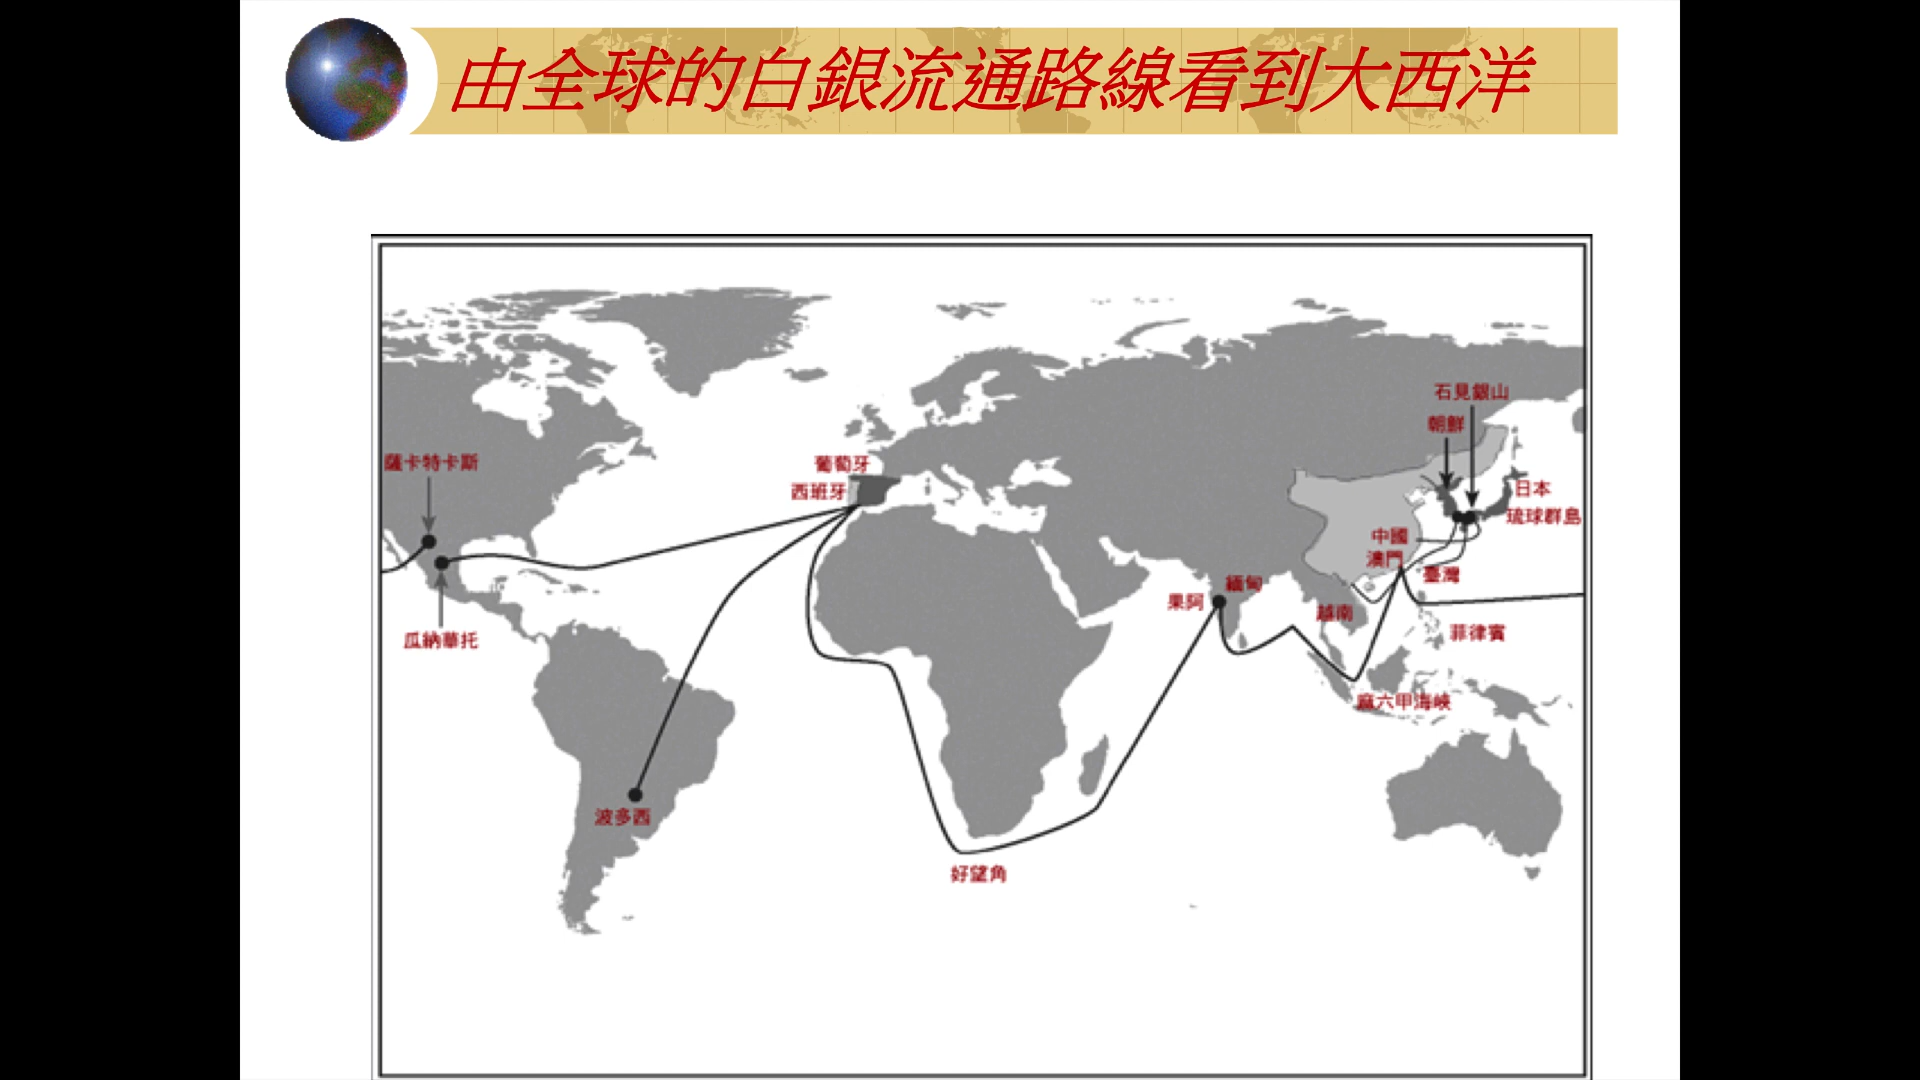 由全球的白銀流通路線看到大西洋
石見銀山
朝鮮
薩卡特卡斯
葡萄牙
西班牙
日本
琉球群島
中國
澳門
臺灣
緬甸
果阿
越南
菲律賓
瓜納華托
麻六甲海峽
波多西
好望角